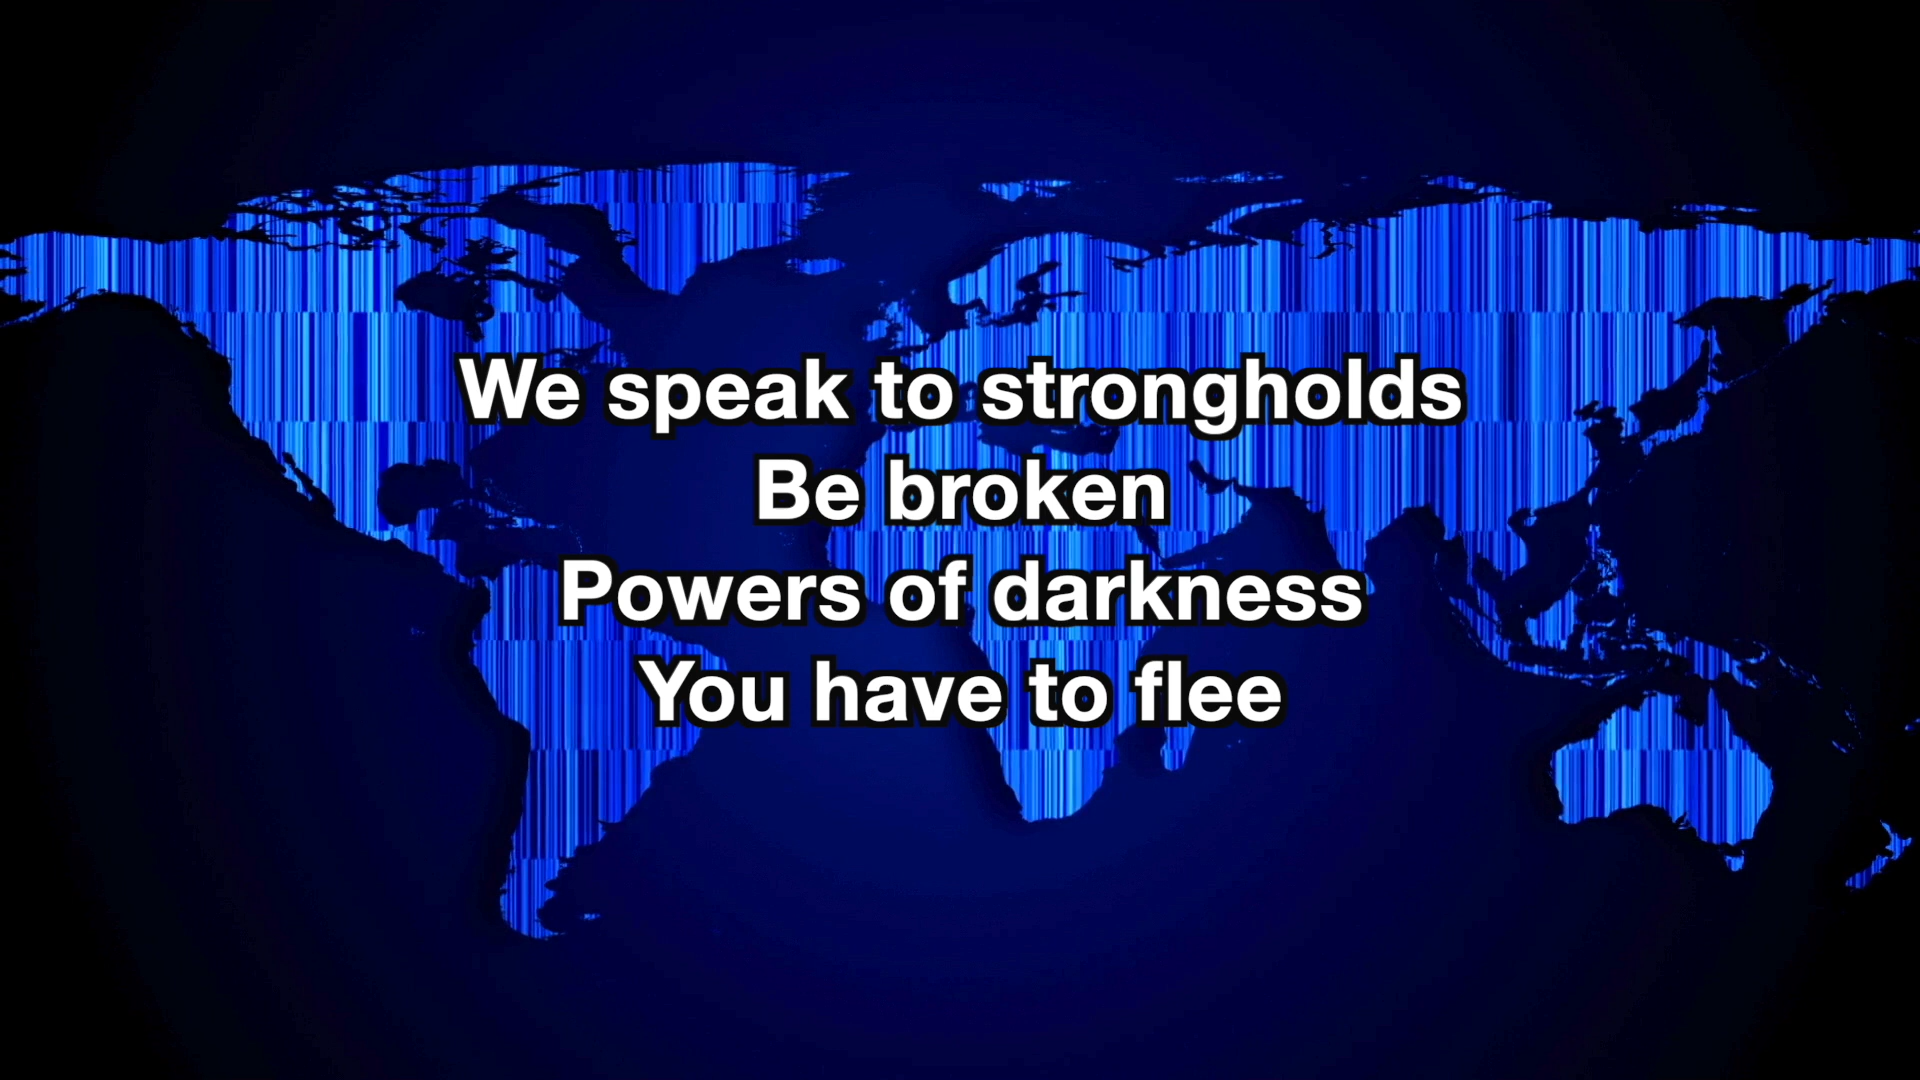 We speak to strongholds
Be broken
Powers of darkness
You have to flee